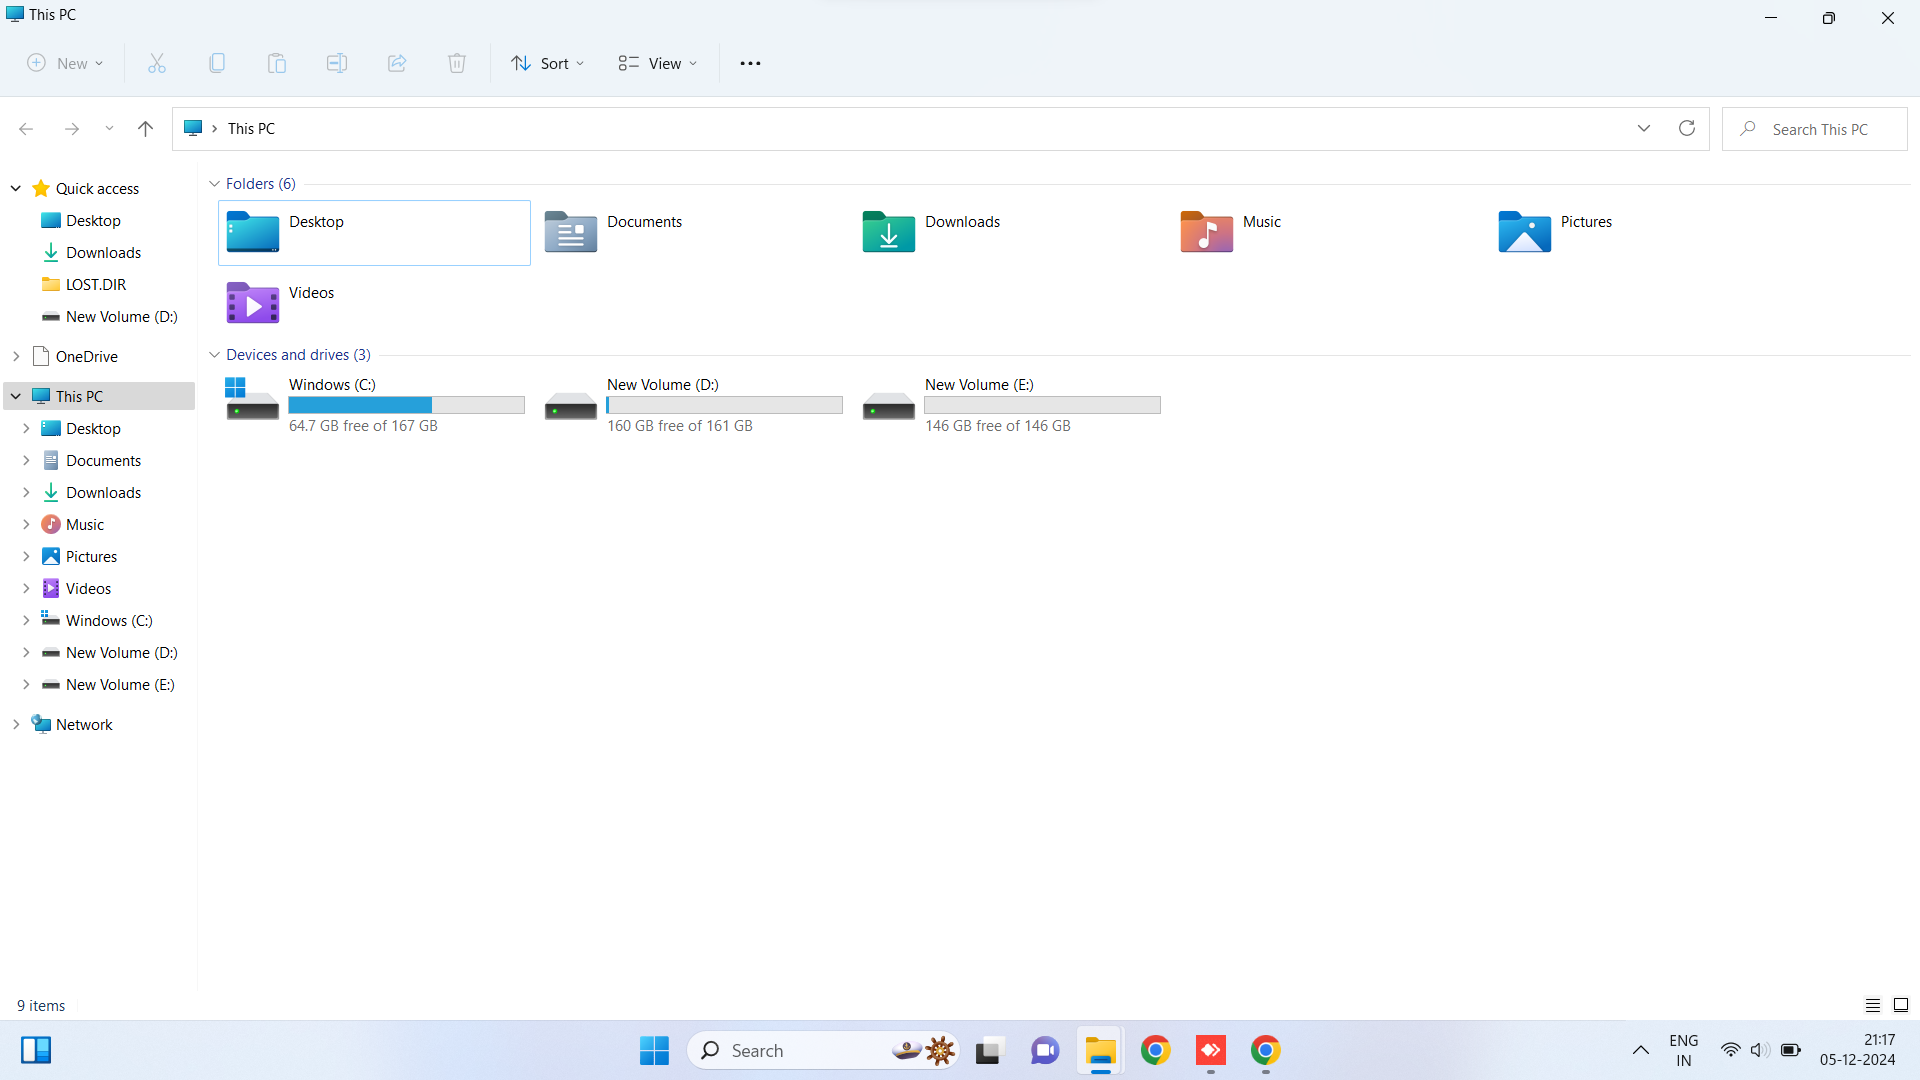 This PC
New
Sort
View
This PC
Search This PC
Quick access
Desktop
Downloads
LOST.DIR
New Volume (D:)
OneDrive
This PC
Desktop
Documents
Downloads
Music
Pictures
Videos
Windows (C:)
New Volume (D:)
New Volume (E:)
Network
Folders (6)
Desktop
Documents
Downloads
Music
Pictures
Videos
Devices and drives (3)
Windows (C:)
64.7 GB free of 167 GB
New Volume (D:)
160 GB free of 161 GB
New Volume (E:)
146 GB free of 146 GB
9 items
Search
ENG
IN
21:17
05-12-2024